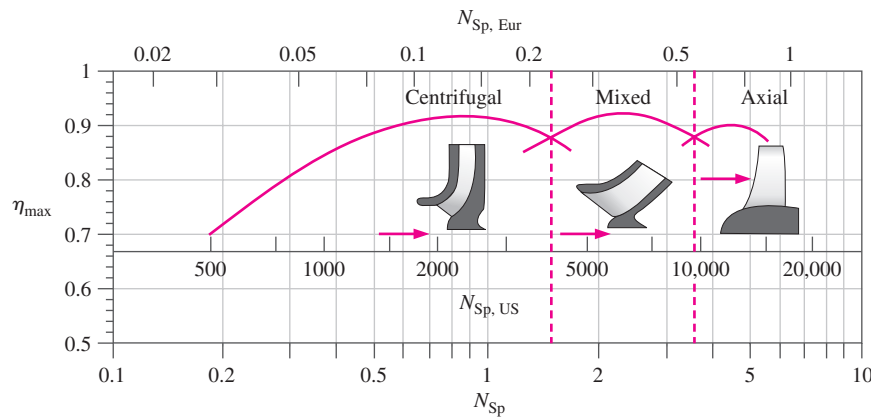 N_Sp, Eur
0.02 0.05 0.1 0.2 0.5 1
1
Centrifugal Mixed Axial
0.9
0.8
η_max
0.7
500 1000 2000 5000 10,000 20,000
0.6
N_Sp, US
0.5
0.1 0.2 0.5 1 2 5 10
N_Sp